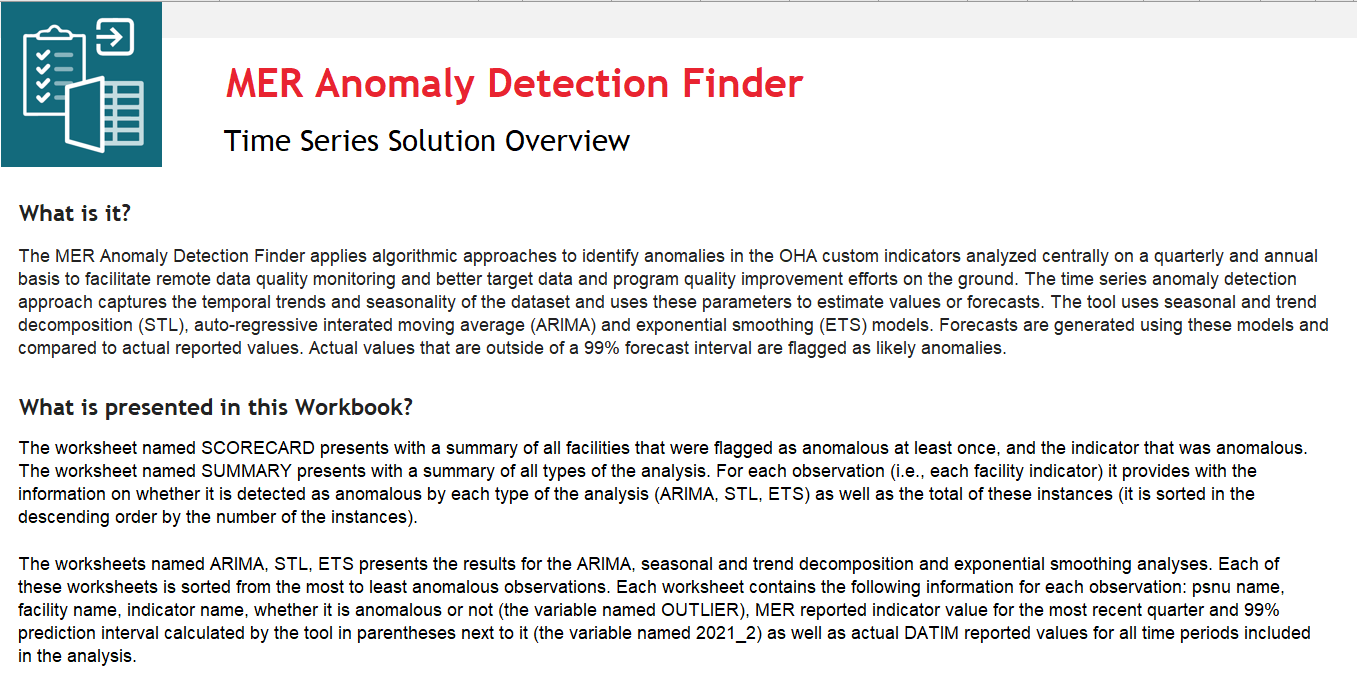 MER Anomaly Detection Finder
Time Series Solution Overview
What is it?
The MER Anomaly Detection Finder applies algorithmic approaches to identify anomalies in the OHA custom indicators analyzed centrally on a quarterly and annual
basis to facilitate remote data quality monitoring and better target data and program quality improvement efforts on the ground. The time series anomaly detection
approach captures the temporal trends and seasonality of the dataset and uses these parameters to estimate values or forecasts. The tool uses seasonal and trend
decomposition (STL), auto-regressive interated moving average (ARIMA) and exponential smoothing (ETS) models. Forecasts are generated using these models and
compared to actual reported values. Actual values that are outside of a 99% forecast interval are flagged as likely anomalies.
What is presented in this Workbook?
The worksheet named SCORECARD presents with a summary of all facilities that were flagged as anomalous at least once, and the indicator that was anomalous.
The worksheet named SUMMARY presents with a summary of all types of the analysis. For each observation (i.e., each facility indicator) it provides with the
information on whether it is detected as anomalous by each type of the analysis (ARIMA, STL, ETS) as well as the total of these instances (it is sorted in the
descending order by the number of the instances).
The worksheets named ARIMA, STL, ETS presents the results for the ARIMA, seasonal and trend decomposition and exponential smoothing analyses. Each of
these worksheets is sorted from the most to least anomalous observations. Each worksheet contains the following information for each observation: psnu name,
facility name, indicator name, whether it is anomalous or not (the variable named OUTLIER), MER reported indicator value for the most recent quarter and 99%
prediction interval calculated by the tool in parentheses next to it (the variable named 2021_2) as well as actual DATIM reported values for all time periods included
in the analysis.